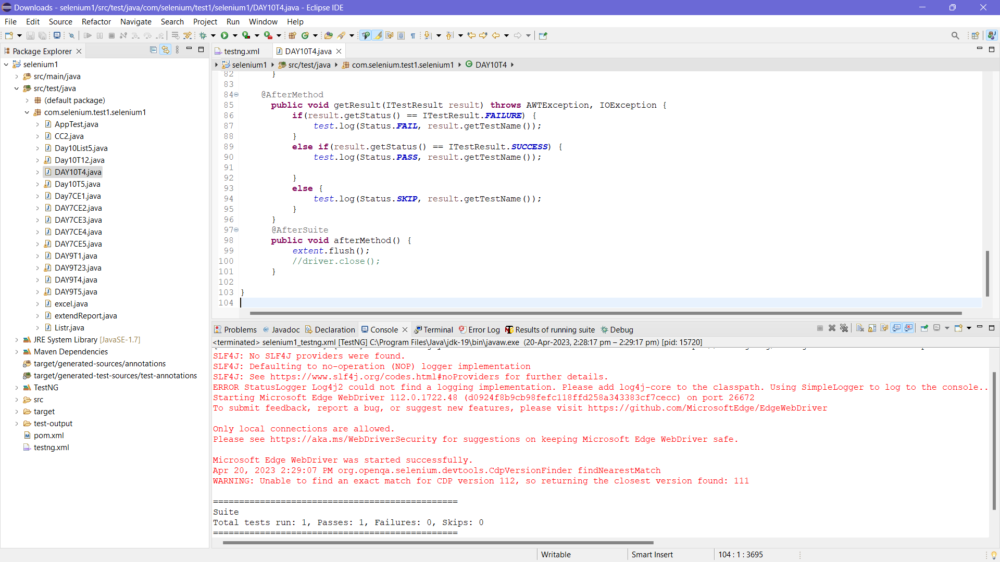 Downloads - selenium1/src/test/java/com/selenium/test1/selenium1/DAY10T4.java - Eclipse IDE
File Edit Source Refactor Navigate Search Project Run Window Help
Package Explorer
selenium1
src/main/java
src/test/java
(default package)
com.selenium.test1.selenium1
AppTest.java
CC2.java
Day10List5.java
Day10T12.java
DAY10T4.java
Day10T5.java
Day7CE1.java
DAY7CE2.java
DAY7CE3.java
DAY7CE4.java
DAY7CE5.java
DAY9T1.java
DAY9T23.java
DAY9T4.java
DAY9T5.java
excel.java
extendReport.java
Listr.java
JRE System Library [JavaSE-1.7]
Maven Dependencies
target/generated-sources/annotations
target/generated-test-sources/test-annotations
TestNG
src
target
test-output
pom.xml
testng.xml
testng.xml DAY10T4.java
selenium1 src/test/java com.selenium.test1.selenium1 DAY10T4
82 }
83
84 @AfterMethod
85 public void getResult(ITestResult result) throws AWTException, IOException {
86 if(result.getStatus() == ITestResult.FAILURE) {
87 test.log(Status.FAIL, result.getTestName());
88 }
89 else if(result.getStatus() == ITestResult.SUCCESS) {
90 test.log(Status.PASS, result.getTestName());
91
92 }
93 else {
94 test.log(Status.SKIP, result.getTestName());
95 }
96 }
97 @AfterSuite
98 public void afterMethod() {
99 extent.flush();
100 //driver.close();
101 }
102
103 }
104
Problems Javadoc Declaration Console Terminal Error Log Results of running suite Debug
<terminated> selenium1_testng.xml [TestNG] C:\Program Files\Java\jdk-19\bin\javaw.exe (20-Apr-2023, 2:28:17 pm – 2:29:17 pm) [pid: 15720]
SLF4J: No SLF4J providers were found.
SLF4J: Defaulting to no-operation (NOP) logger implementation
SLF4J: See https://www.slf4j.org/codes.html#noProviders for further details.
ERROR StatusLogger Log4j2 could not find a logging implementation. Please add log4j-core to the classpath. Using SimpleLogger to log to the console..
Starting Microsoft Edge WebDriver 112.0.1722.48 (d0924f8b9cb98fefc118ffd258a343383cf7cecc) on port 26672
To submit feedback, report a bug, or suggest new features, please visit https://github.com/MicrosoftEdge/EdgeWebDriver
Only local connections are allowed.
Please see https://aka.ms/WebDriverSecurity for suggestions on keeping Microsoft Edge WebDriver safe.
Microsoft Edge WebDriver was started successfully.
Apr 20, 2023 2:29:07 PM org.openqa.selenium.devtools.CdpVersionFinder findNearestMatch
WARNING: Unable to find an exact match for CDP version 112, so returning the closest version found: 111
===============================================
Suite
Total tests run: 1, Passes: 1, Failures: 0, Skips: 0
===============================================
Writable Smart Insert 104 : 1 : 3695